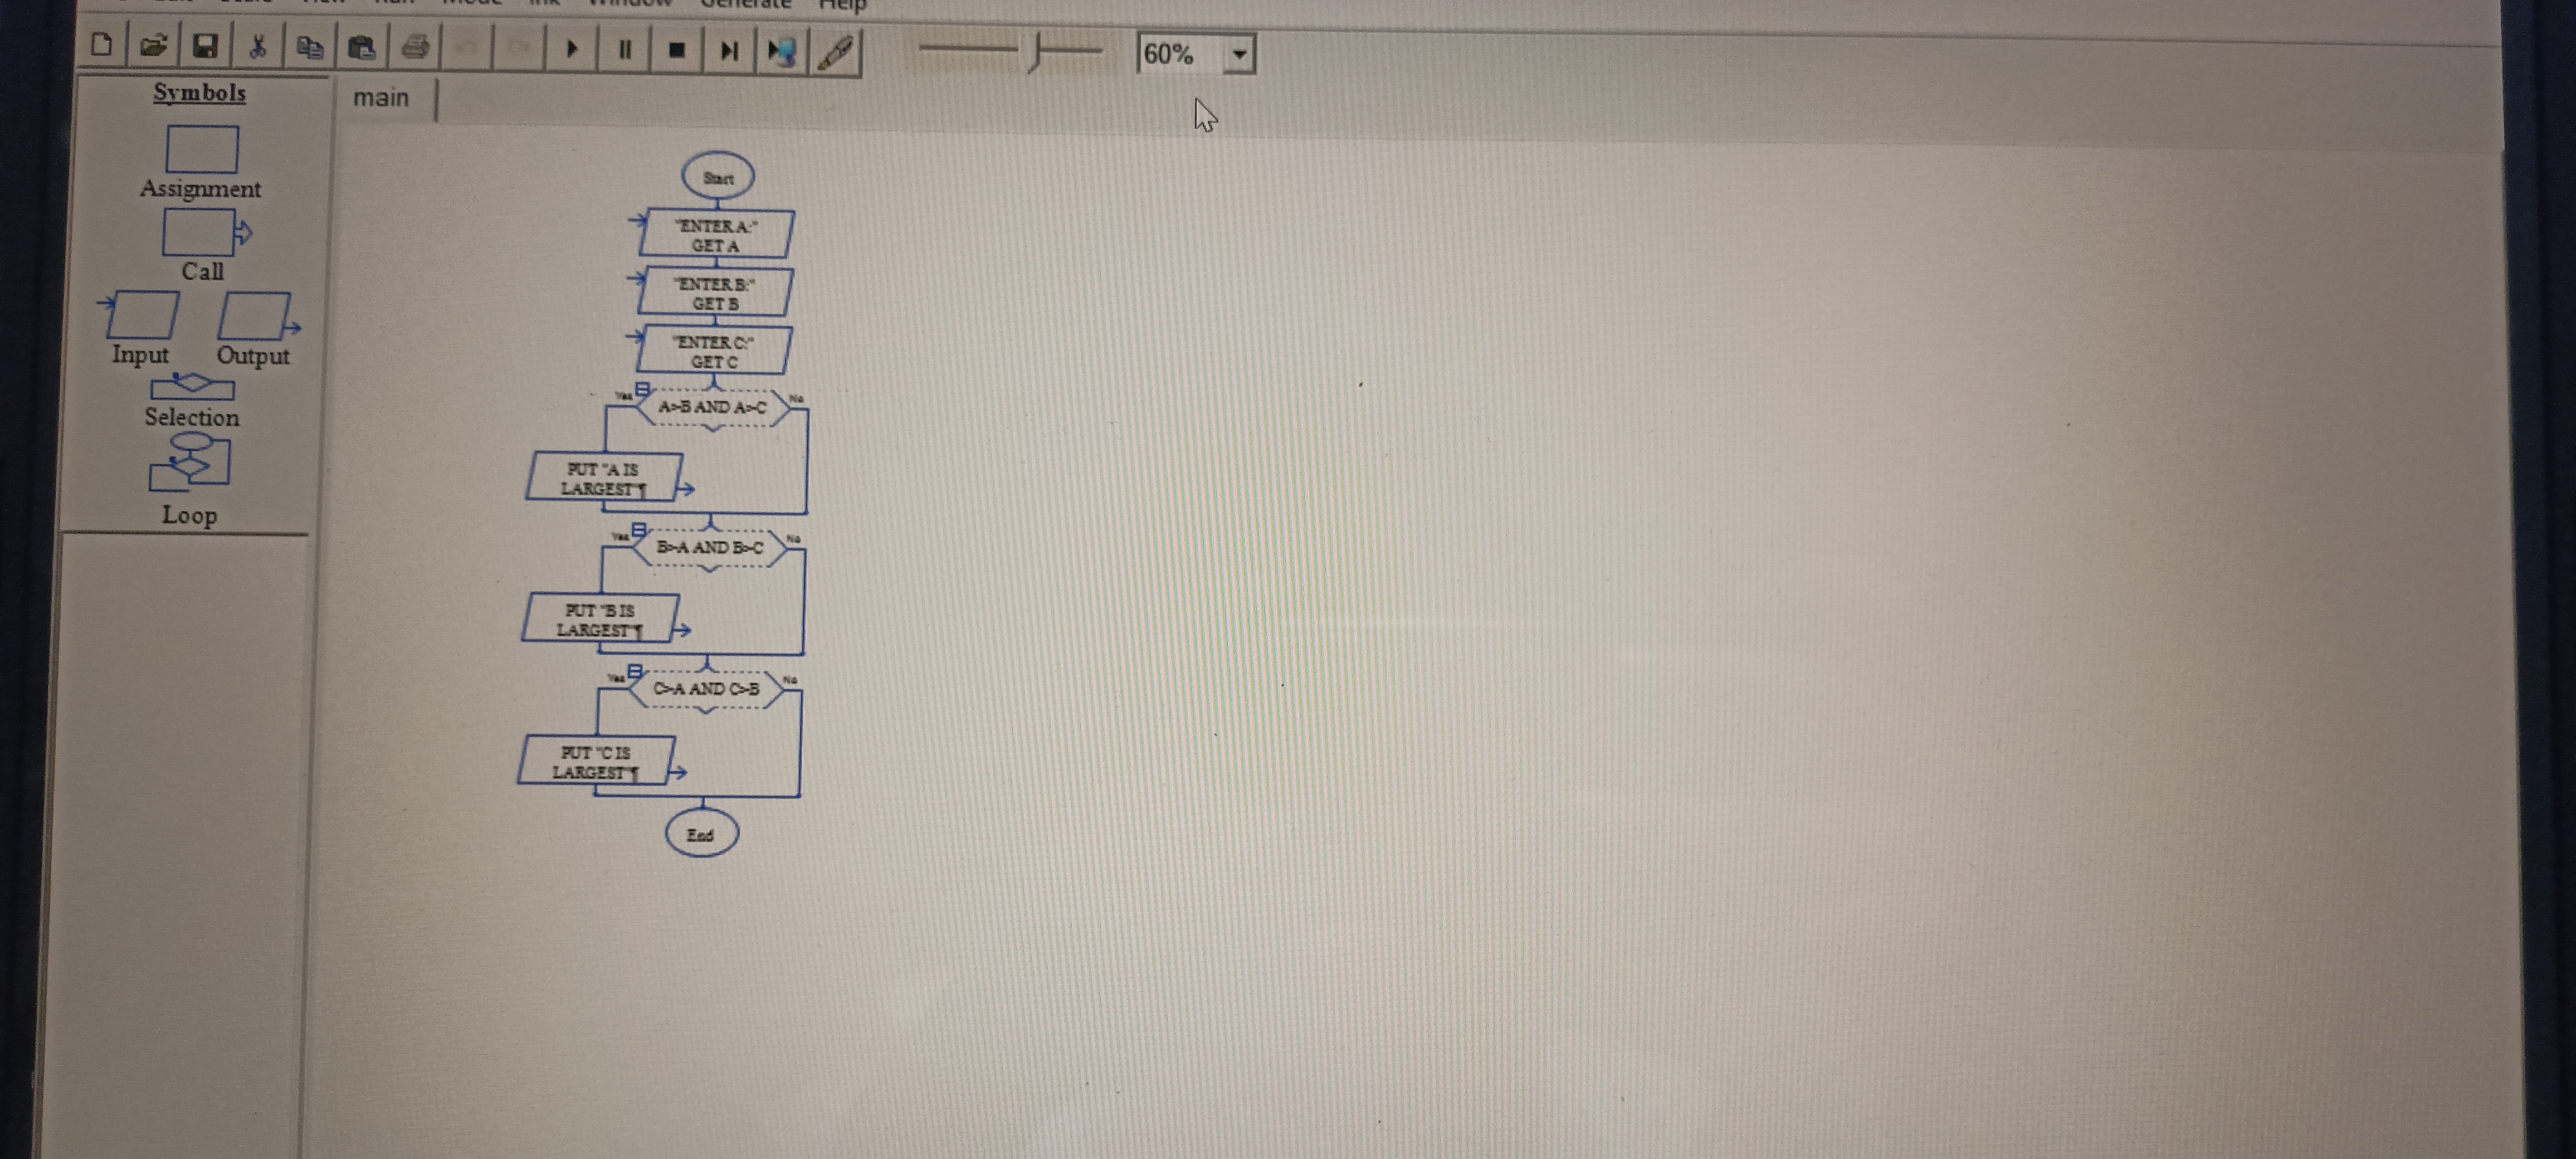 Window Generate Help
60%
Symbols
main
Assignment
Call
Input Output
Selection
Loop
Start
"ENTER A:"
GET A
"ENTER B:"
GET B
"ENTER C:"
GET C
Yes
A>B AND A>C
No
PUT "A IS
LARGEST"¶
Yes
B>A AND B>C
No
PUT "B IS
LARGEST"¶
Yes
C>A AND C>B
No
PUT "C IS
LARGEST"¶
End